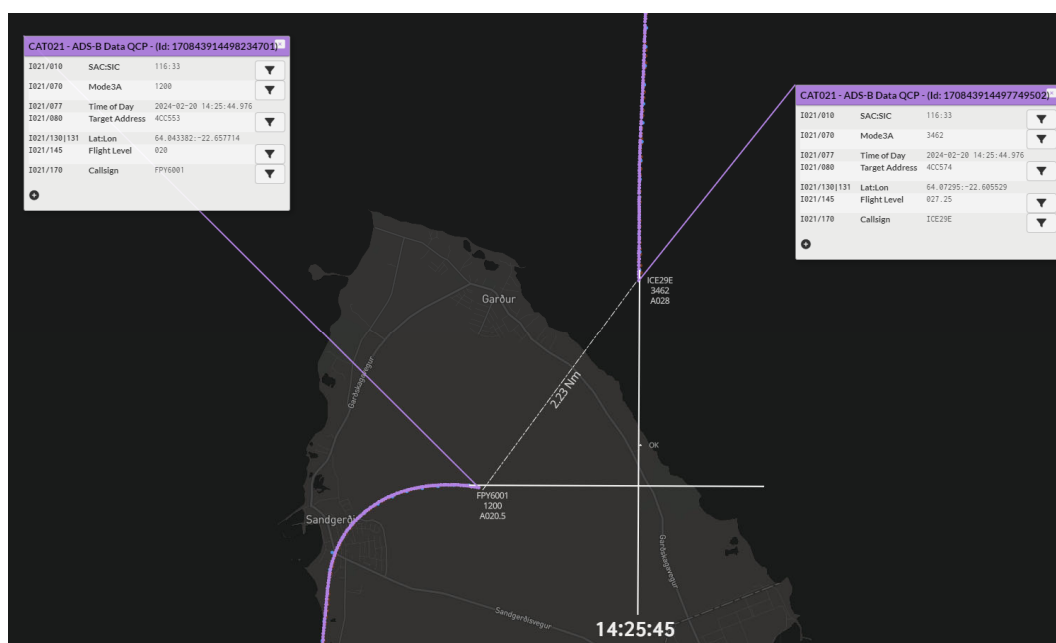 CAT021 - ADS-B Data QCP - (Id: 170843914498234701)
I021/010 SAC:SIC 116:33
I021/070 Mode3A 1200
I021/077 Time of Day 2024-02-20 14:25:44.976
I021/080 Target Address 4CC553
I021/130|131 Lat:Lon 64.043382:-22.657714
I021/145 Flight Level 020
I021/170 Callsign FPY6001
CAT021 - ADS-B Data QCP - (Id: 170843914497749502)
I021/010 SAC:SIC 116:33
I021/070 Mode3A 3462
I021/077 Time of Day 2024-02-20 14:25:44.976
I021/080 Target Address 4CC574
I021/130|131 Lat:Lon 64.07295:-22.605529
I021/145 Flight Level 027.25
I021/170 Callsign ICE29E
ICE29E
3462
A028
Garður
Garðskagavegur
2.23 Nm
OK
FPY6001
1200
A020.5
Sandgerði
Garðskagavegur
Sandgerðisvegur
14:25:45